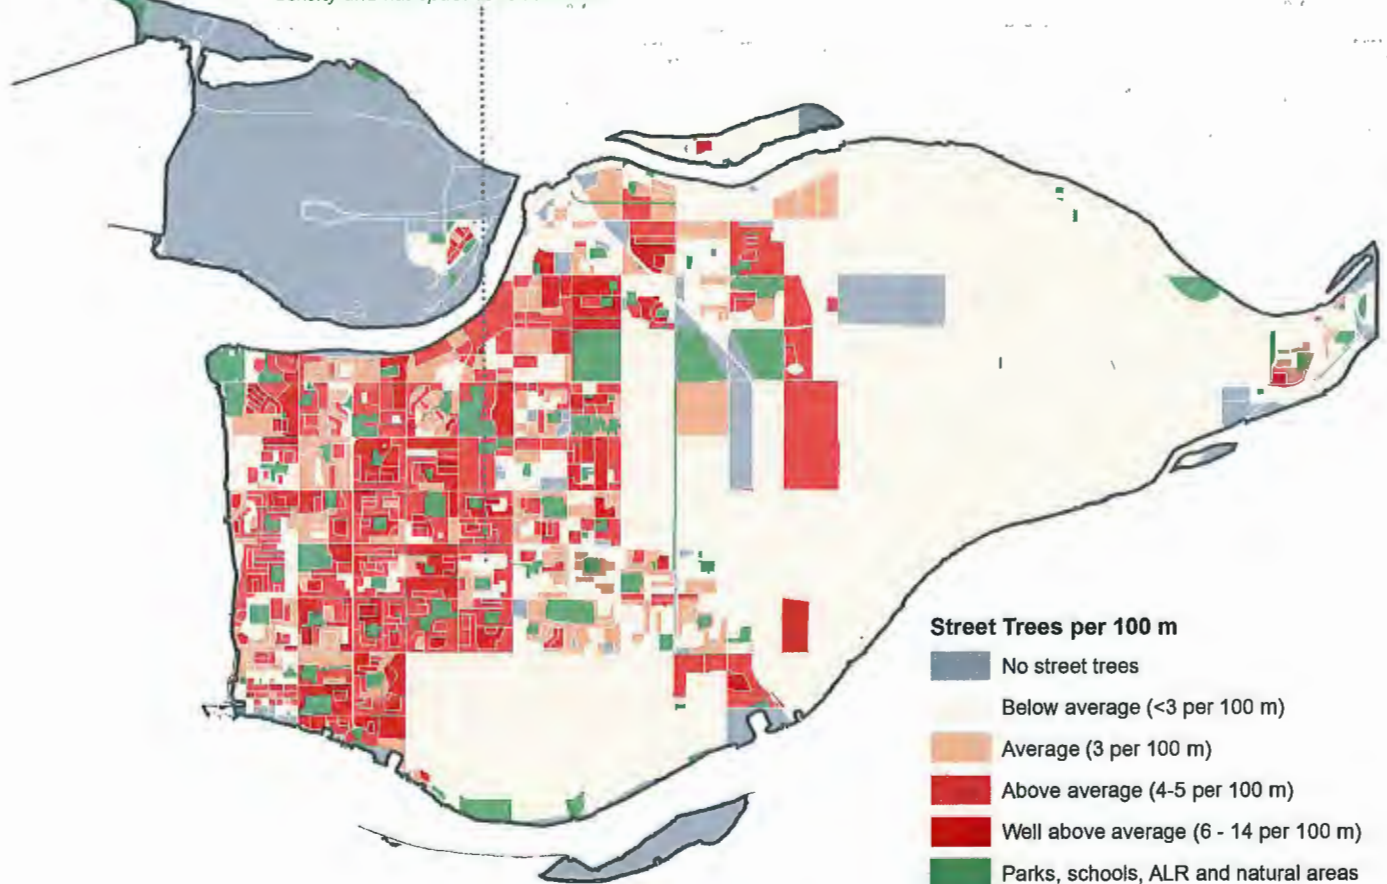 Street Trees per 100 m
No street trees
Below average (<3 per 100 m)
Average (3 per 100 m)
Above average (4-5 per 100 m)
Well above average (6 - 14 per 100 m)
Parks, schools, ALR and natural areas